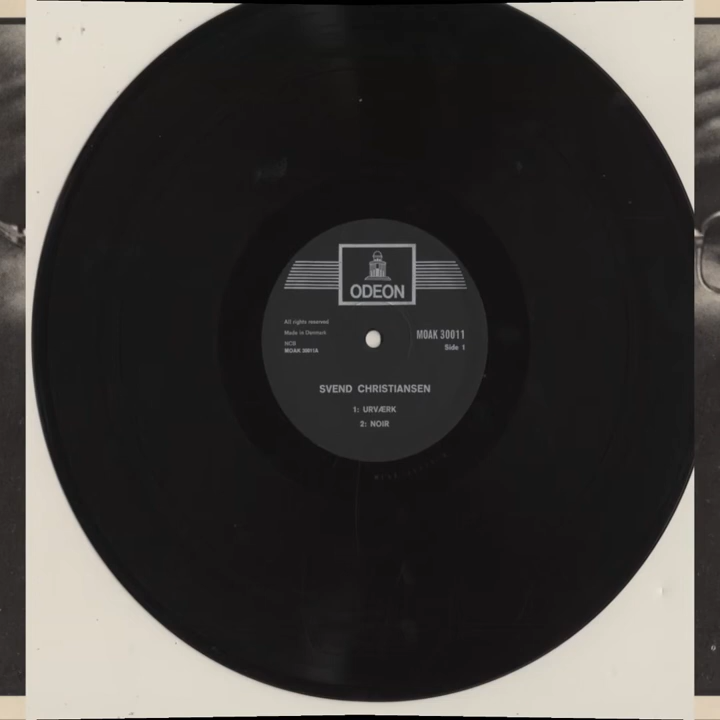 ODEON
All rights reserved
Made in Denmark
NCB
MOAK 30011A
MOAK 30011
Side 1
SVEND CHRISTIANSEN
1: URVÆRK
2: NOIR